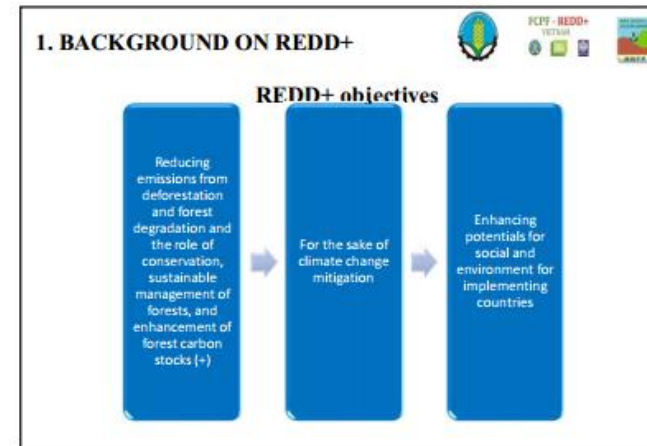 1. BACKGROUND ON REDD+
FCPF - REDD+
VIETNAM
REDD+ objectives
Reducing
emissions from
deforestation
and forest
degradation and
the role of
conservation,
sustainable
management of
forests, and
enhancement of
forest carbon
stocks (+)
For the sake of
climate change
mitigation
Enhancing
potentials for
social and
environment for
implementing
countries